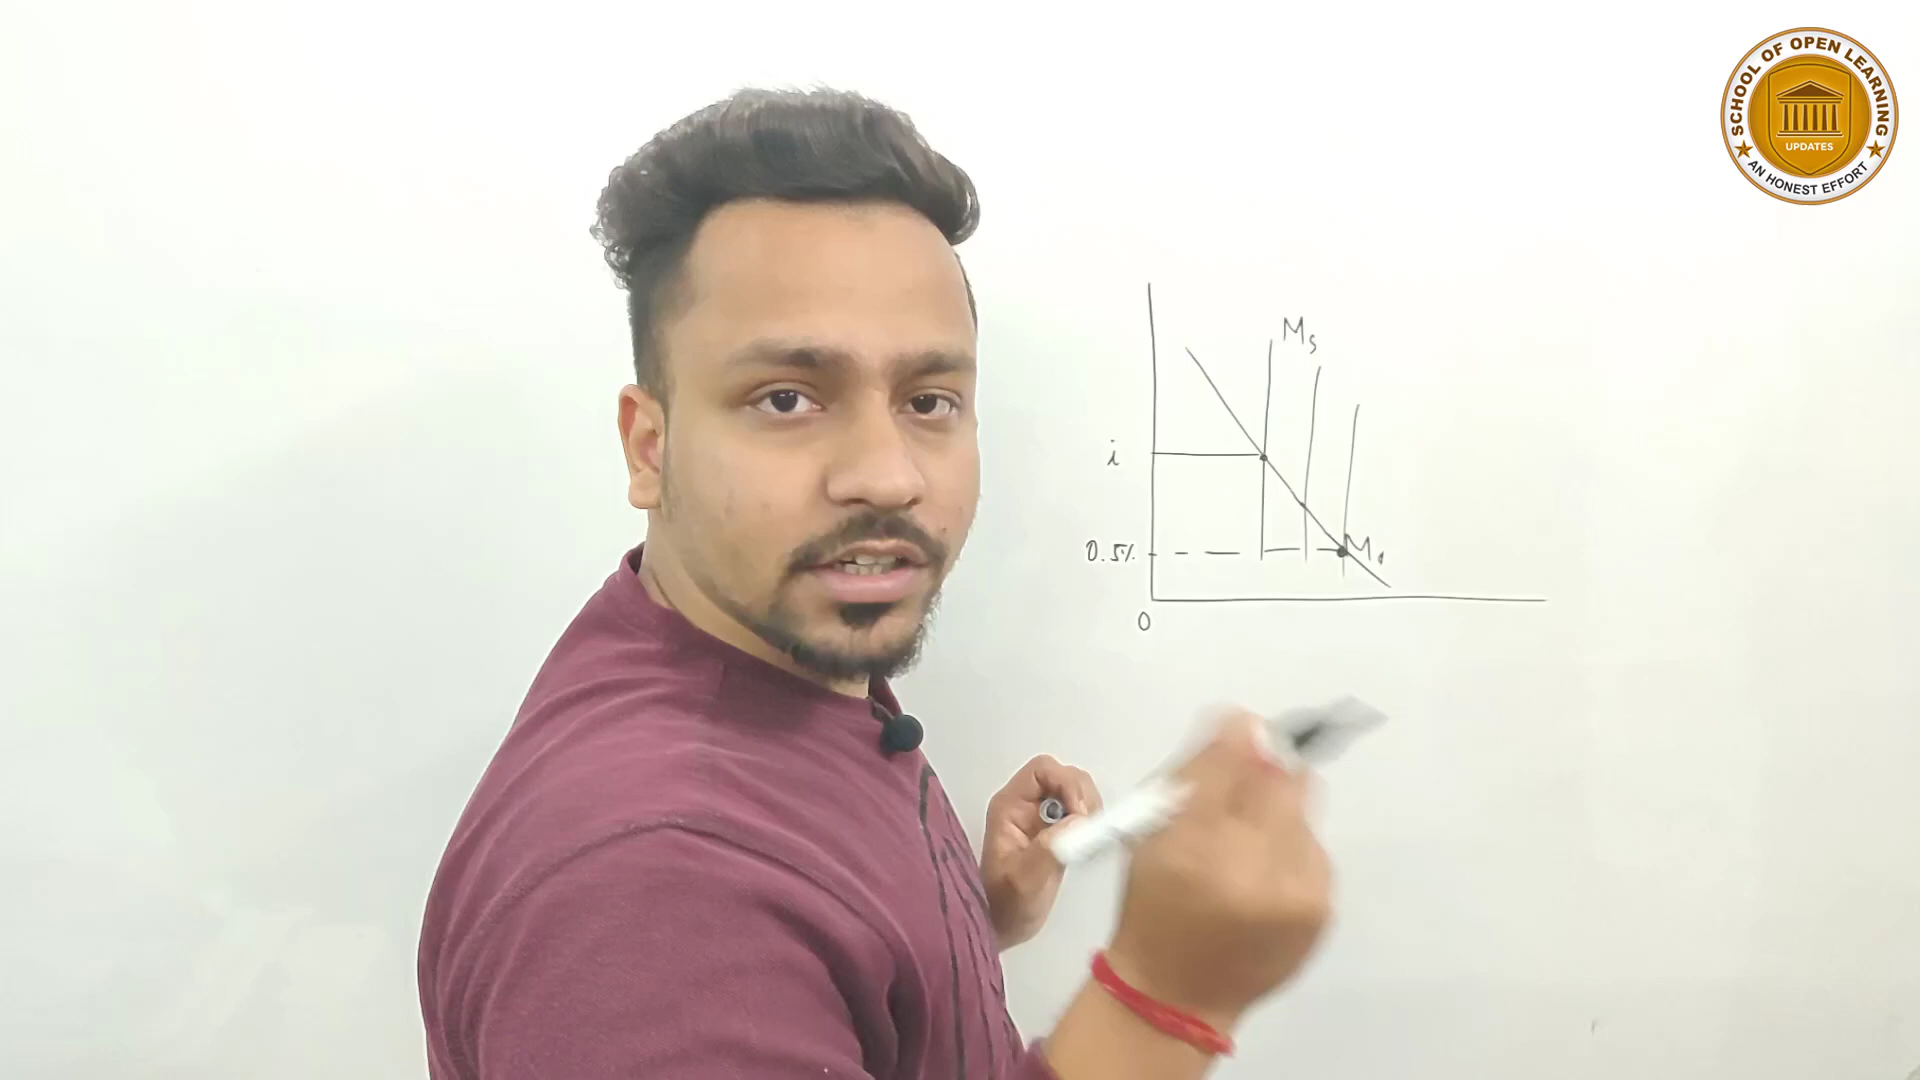 SCHOOL OF OPEN LEARNING
UPDATES
AN HONEST EFFORT
Ms
i
0.5%
Md
0